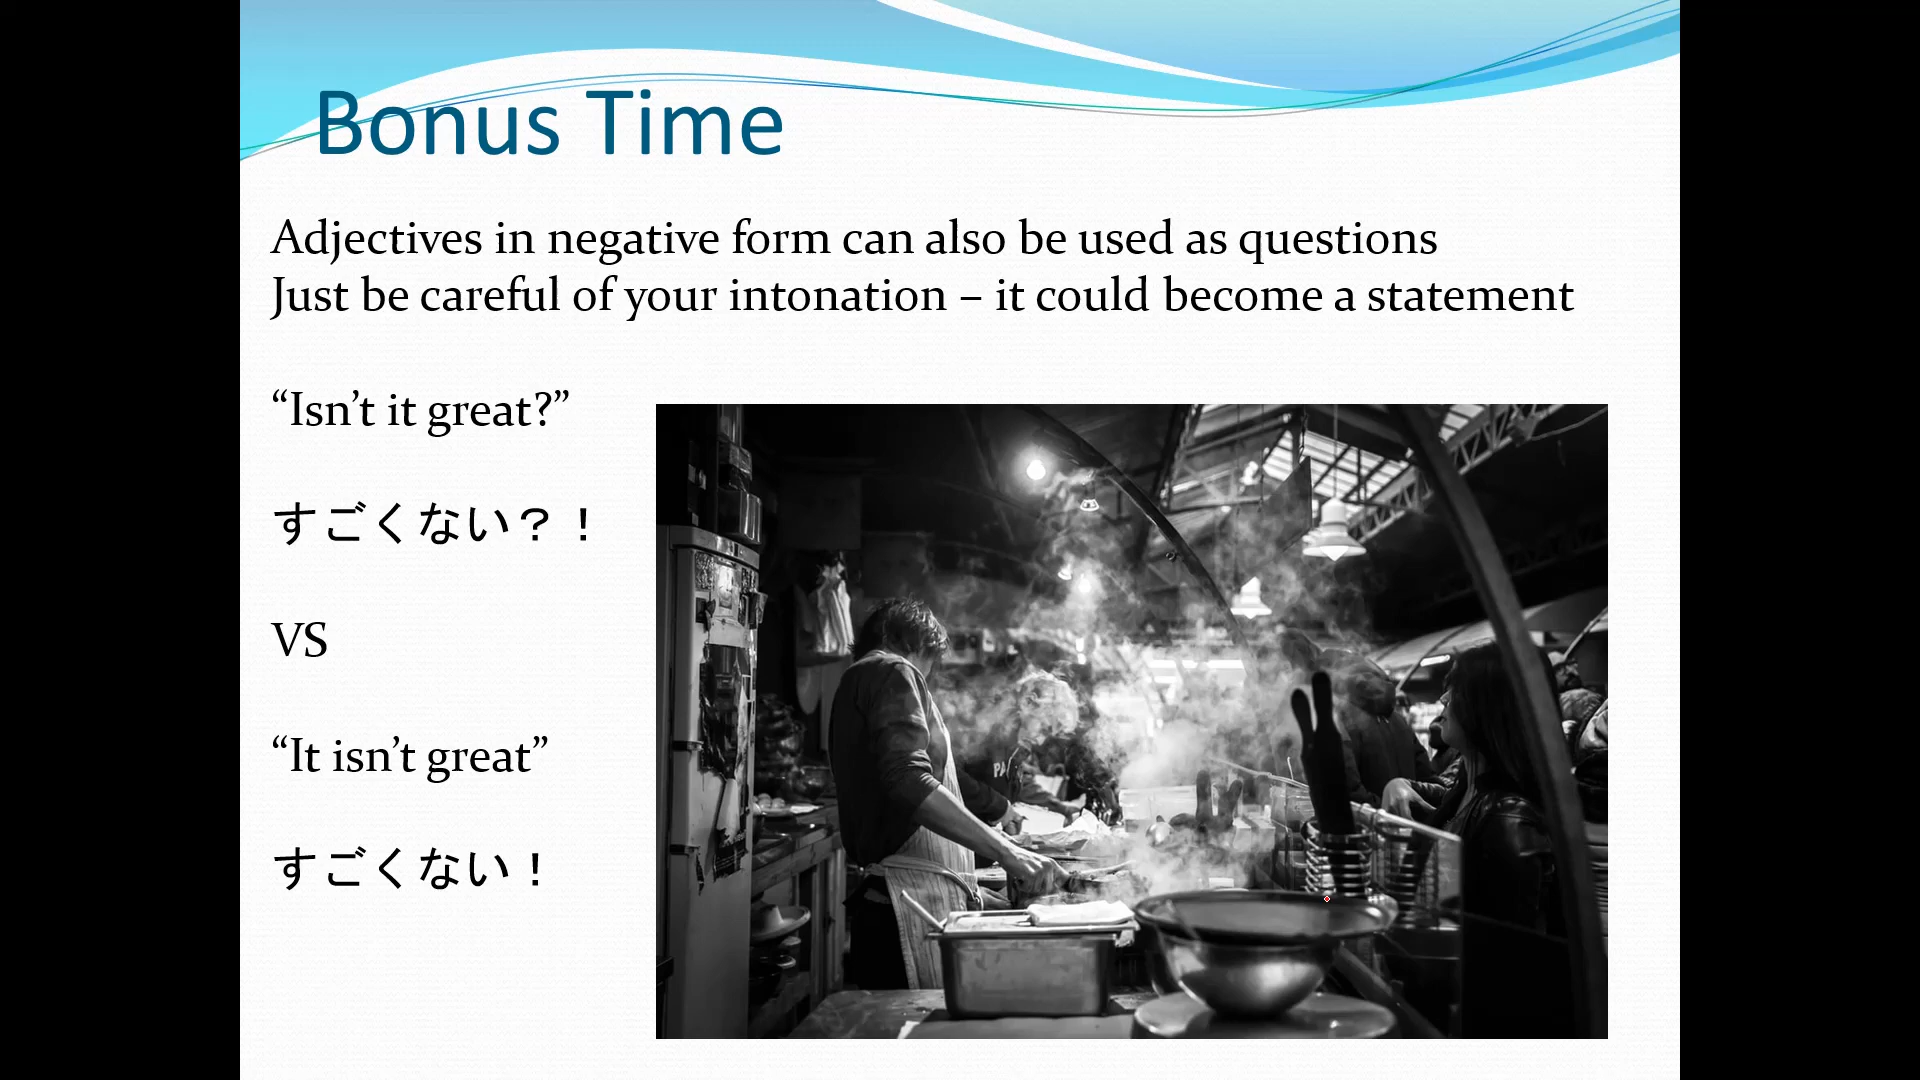 Bonus Time
Adjectives in negative form can also be used as questions
Just be careful of your intonation – it could become a statement
“Isn’t it great?”
すごくない？！
VS
“It isn’t great”
すごくない！
PA